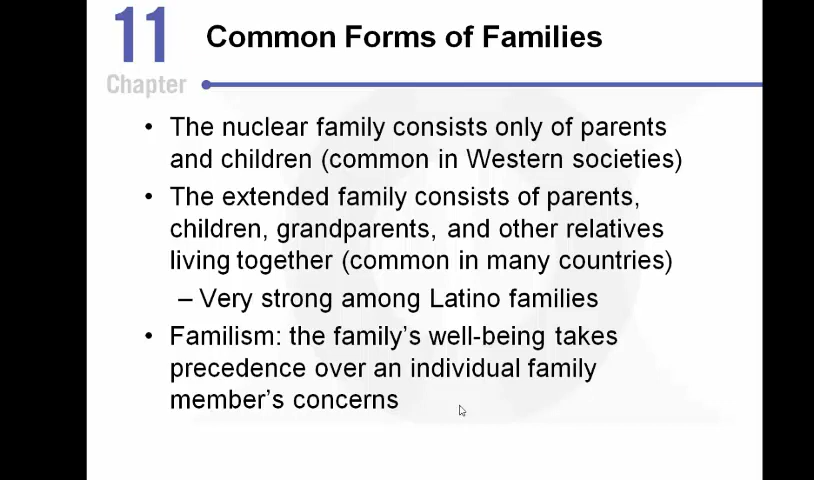 11
Chapter
Common Forms of Families
• The nuclear family consists only of parents
and children (common in Western societies)
• The extended family consists of parents,
children, grandparents, and other relatives
living together (common in many countries)
– Very strong among Latino families
• Familism: the family’s well-being takes
precedence over an individual family
member’s concerns